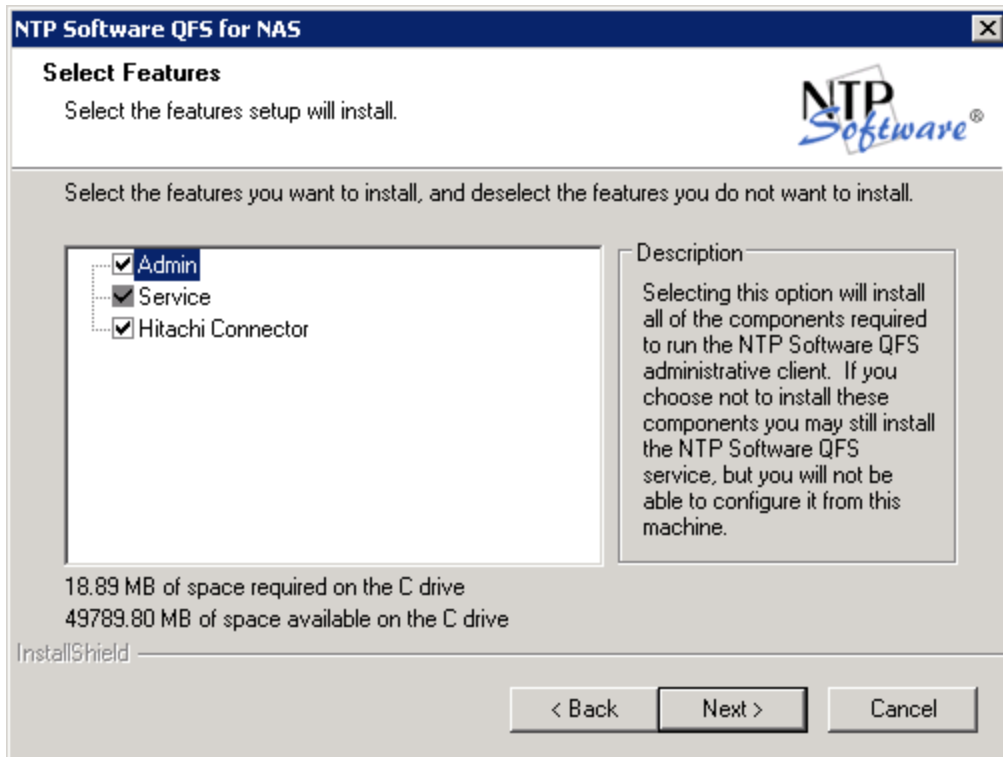 NTP Software QFS for NAS
Select Features
Select the features setup will install.
NTP
Software®
Select the features you want to install, and deselect the features you do not want to install.
Admin
Service
Hitachi Connector
Description
Selecting this option will install
all of the components required
to run the NTP Software QFS
administrative client. If you
choose not to install these
components you may still install
the NTP Software QFS
service, but you will not be
able to configure it from this
machine.
18.89 MB of space required on the C drive
49789.80 MB of space available on the C drive
InstallShield
< Back
Next >
Cancel